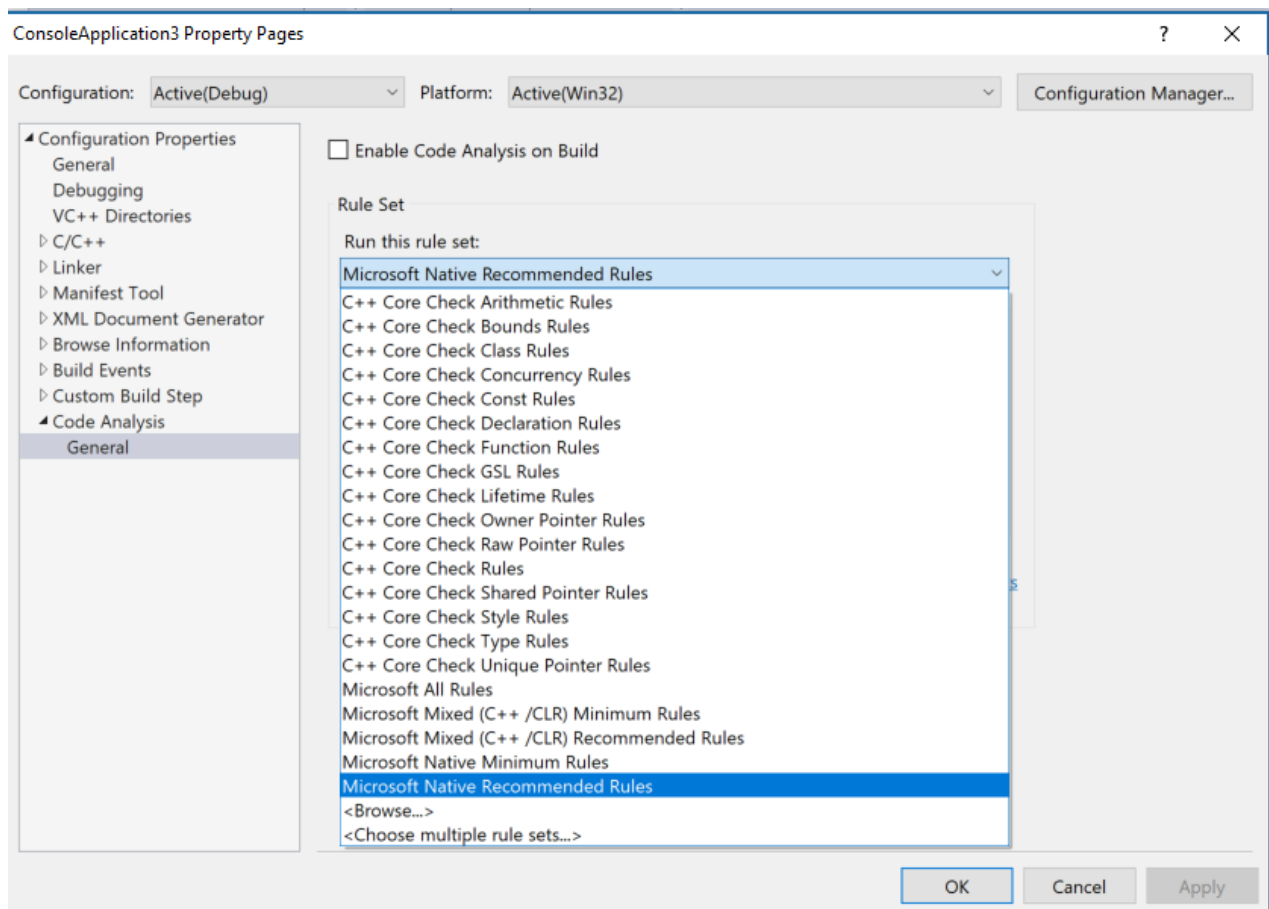 ConsoleApplication3 Property Pages ?
Configuration: Active(Debug) Platform: Active(Win32) Configuration Manager...
Configuration Properties
General
Debugging
VC++ Directories
C/C++
Linker
Manifest Tool
XML Document Generator
Browse Information
Build Events
Custom Build Step
Code Analysis
General
Enable Code Analysis on Build
Rule Set
Run this rule set:
Microsoft Native Recommended Rules
C++ Core Check Arithmetic Rules
C++ Core Check Bounds Rules
C++ Core Check Class Rules
C++ Core Check Concurrency Rules
C++ Core Check Const Rules
C++ Core Check Declaration Rules
C++ Core Check Function Rules
C++ Core Check GSL Rules
C++ Core Check Lifetime Rules
C++ Core Check Owner Pointer Rules
C++ Core Check Raw Pointer Rules
C++ Core Check Rules
C++ Core Check Shared Pointer Rules
C++ Core Check Style Rules
C++ Core Check Type Rules
C++ Core Check Unique Pointer Rules
Microsoft All Rules
Microsoft Mixed (C++ /CLR) Minimum Rules
Microsoft Mixed (C++ /CLR) Recommended Rules
Microsoft Native Minimum Rules
Microsoft Native Recommended Rules
<Browse...>
<Choose multiple rule sets...>
OK Cancel Apply